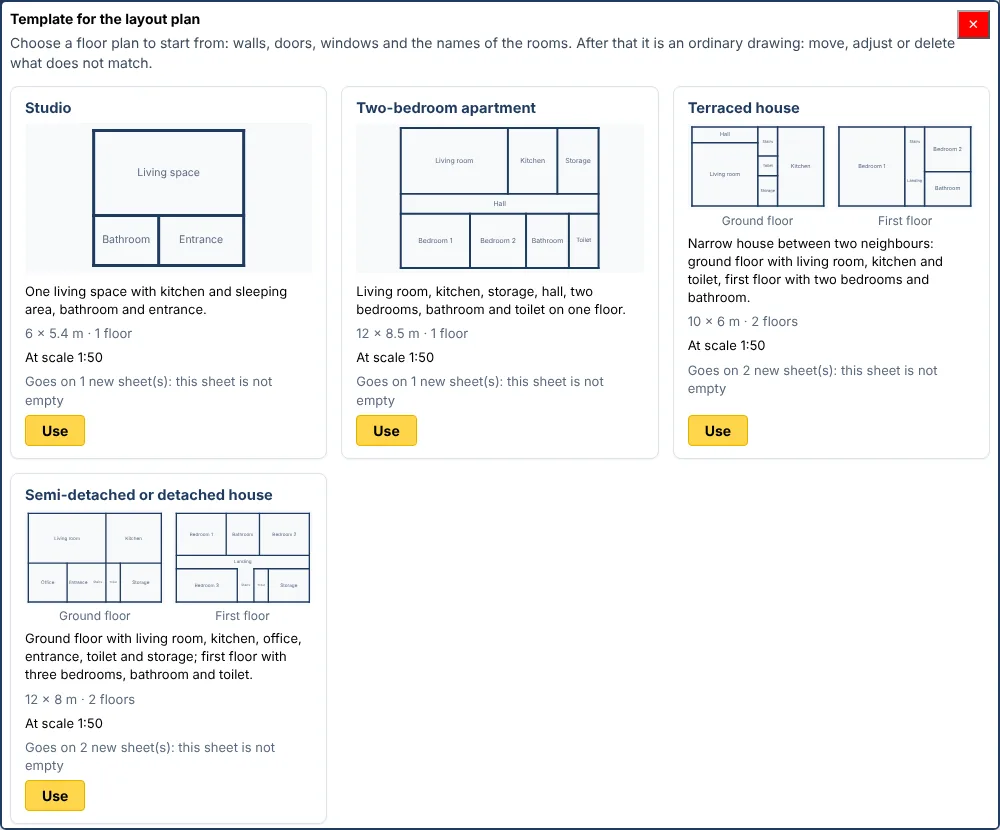 Template for the layout plan
×
Choose a floor plan to start from: walls, doors, windows and the names of the rooms. After that it is an ordinary drawing: move, adjust or delete
what does not match.
Studio
Living space
Bathroom
Entrance
One living space with kitchen and sleeping
area, bathroom and entrance.
6 × 5.4 m · 1 floor
At scale 1:50
Goes on 1 new sheet(s): this sheet is not
empty
Use
Two-bedroom apartment
Living room
Kitchen
Storage
Hall
Bedroom 1
Bedroom 2
Bathroom
Toilet
Living room, kitchen, storage, hall, two
bedrooms, bathroom and toilet on one floor.
12 × 8.5 m · 1 floor
At scale 1:50
Goes on 1 new sheet(s): this sheet is not
empty
Use
Terraced house
Hall
Stairs
Living room
Toilet
Kitchen
Storage
Ground floor
Stairs
Bedroom 2
Bedroom 1
Landing
Bathroom
First floor
Narrow house between two neighbours:
ground floor with living room, kitchen and
toilet, first floor with two bedrooms and
bathroom.
10 × 6 m · 2 floors
At scale 1:50
Goes on 2 new sheet(s): this sheet is not
empty
Use
Semi-detached or detached house
Living room
Kitchen
Office
Entrance
Stairs
Storage
Ground floor
Bedroom 1
Bathroom
Bedroom 2
Landing
Bedroom 3
Stairs
Storage
First floor
Ground floor with living room, kitchen, office,
entrance, toilet and storage; first floor with
three bedrooms, bathroom and toilet.
12 × 8 m · 2 floors
At scale 1:50
Goes on 2 new sheet(s): this sheet is not
empty
Use